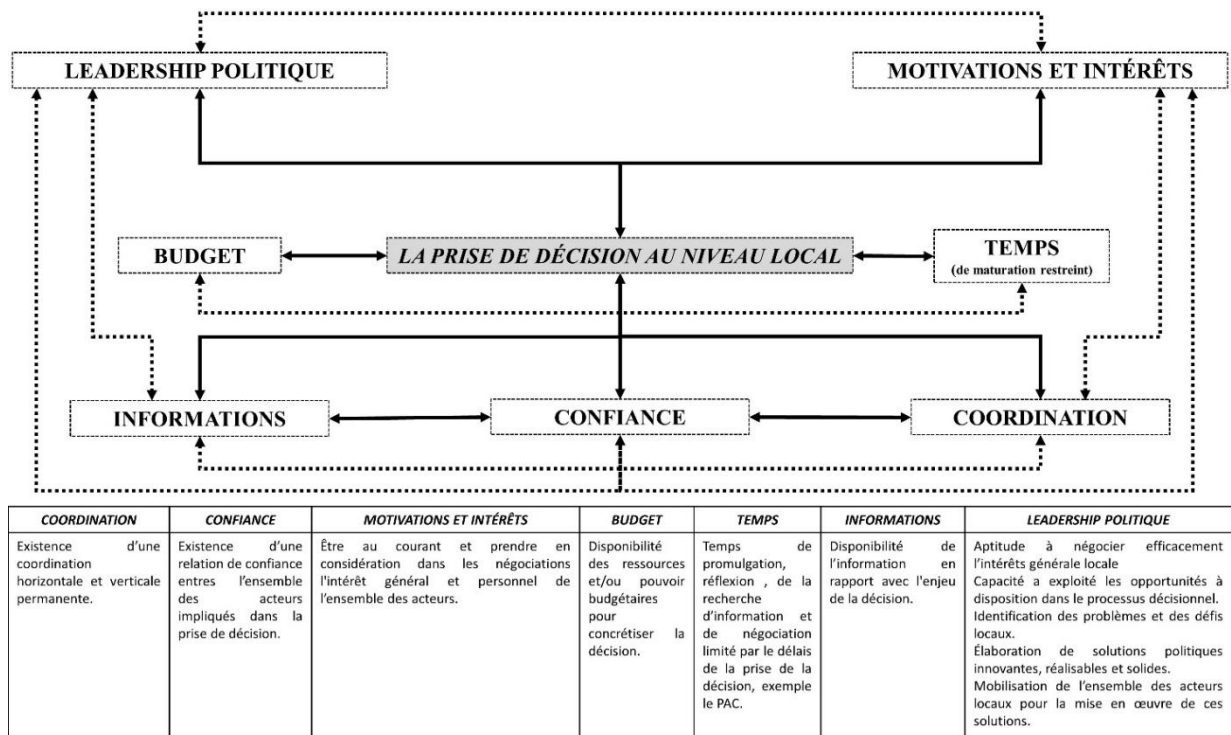 LEADERSHIP POLITIQUE
MOTIVATIONS ET INTÉRÊTS
BUDGET
LA PRISE DE DÉCISION AU NIVEAU LOCAL
TEMPS
(de maturation restreint)
INFORMATIONS
CONFIANCE
COORDINATION
COORDINATION
Existence d’une
coordination
horizontale et verticale
permanente.
CONFIANCE
Existence d’une
relation de confiance
entres l’ensemble
des acteurs
impliqués dans la
prise de décision.
MOTIVATIONS ET INTÉRÊTS
Être au courant et prendre en
considération dans les négociations
l'intérêt général et personnel de
l’ensemble des acteurs.
BUDGET
Disponibilité
des ressources
et/ou pouvoir
budgétaires
pour
concrétiser la
décision.
TEMPS
Temps de
promulgation,
réflexion , de la
recherche
d’information et
de négociation
limité par le délais
de la prise de la
décision, exemple
le PAC.
INFORMATIONS
Disponibilité de
l’information en
rapport avec l'enjeu
de la décision.
LEADERSHIP POLITIQUE
Aptitude à négocier efficacement
l’intérêts générale locale
Capacité a exploité les opportunités à
disposition dans le processus décisionnel.
Identification des problèmes et des défis
locaux.
Élaboration de solutions politiques
innovantes, réalisables et solides.
Mobilisation de l’ensemble des acteurs
locaux pour la mise en œuvre de ces
solutions.